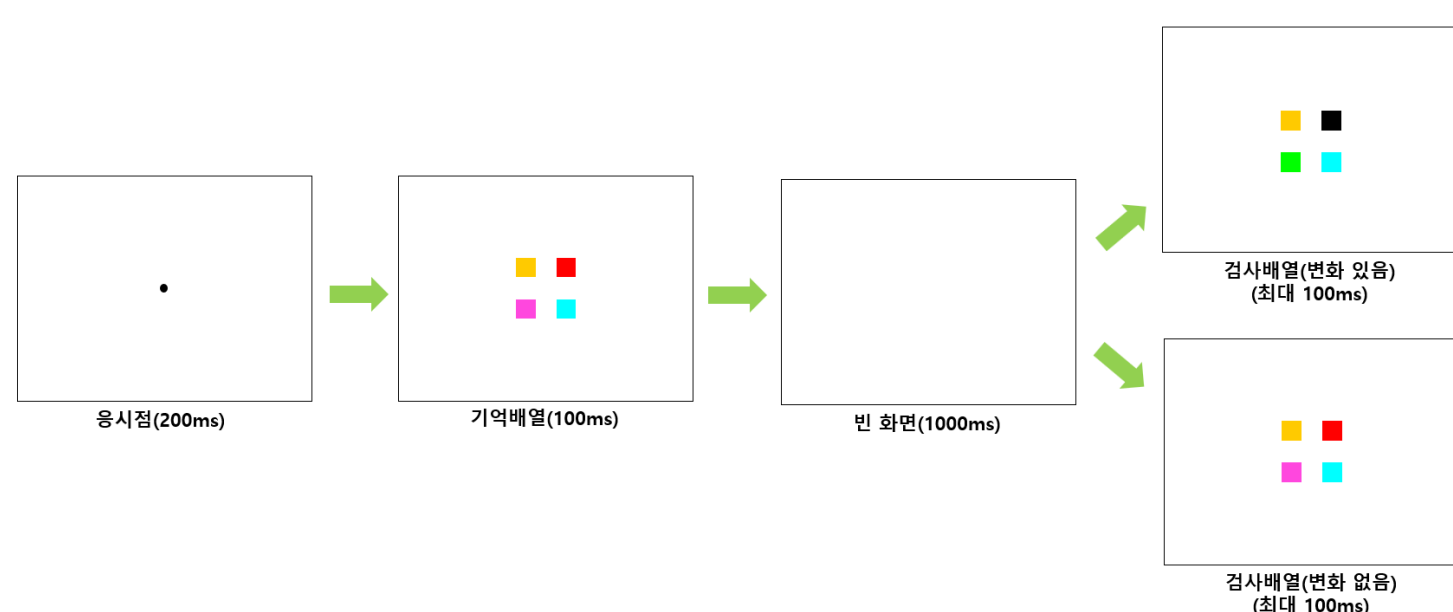 응시점(200ms)
기억배열(100ms)
빈 화면(1000ms)
검사배열(변화 있음)
(최대 100ms)
검사배열(변화 없음)
(최대 100ms)